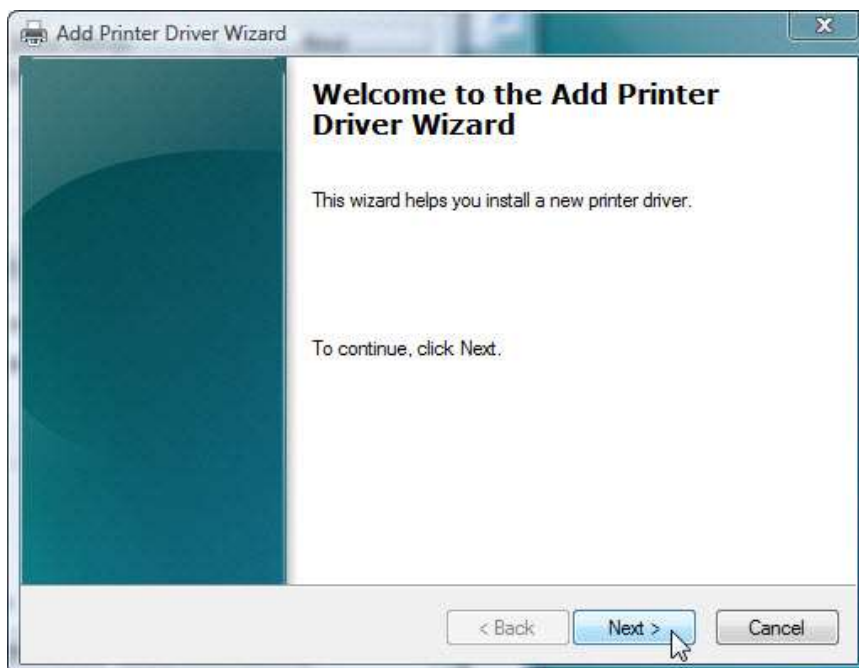 Add Printer Driver Wizard
Welcome to the Add Printer
Driver Wizard
This wizard helps you install a new printer driver.
To continue, click Next.
< Back Next > Cancel